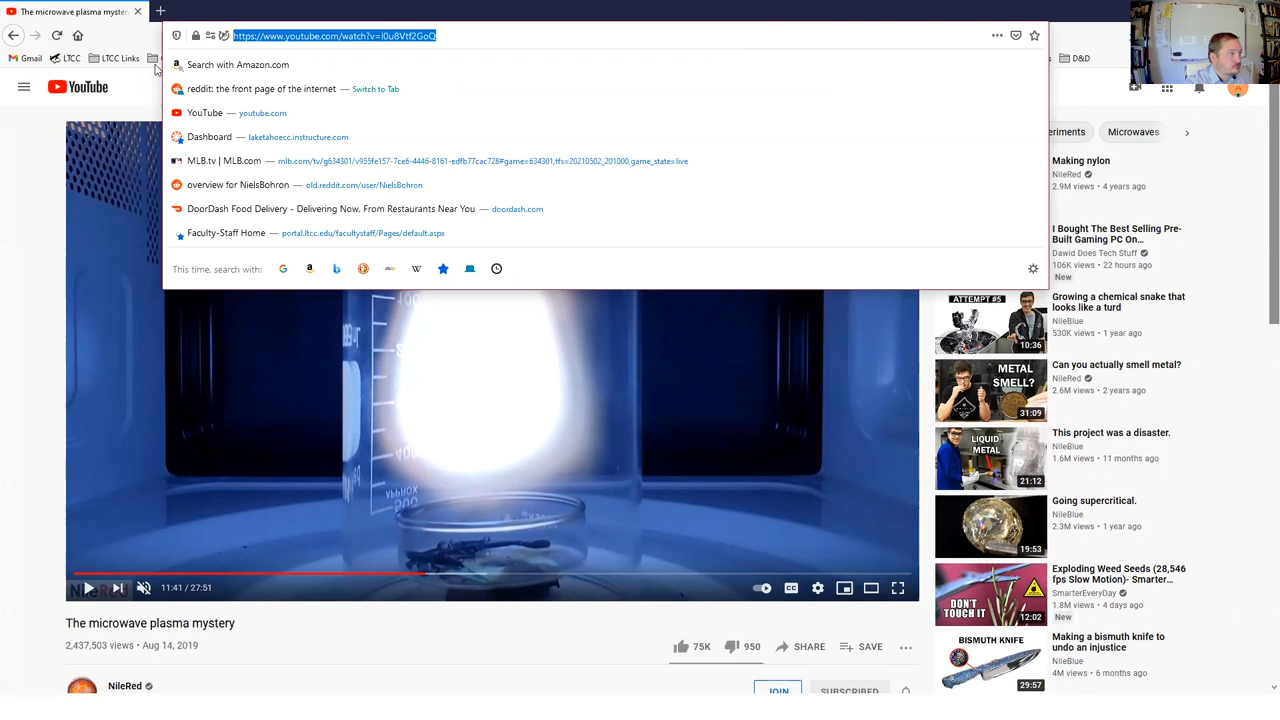 The microwave plasma mystery
https://www.youtube.com/watch?v=I0u8Vtf2GoQ
Gmail
LTCC
LTCC Links
D&D
YouTube
Search with Amazon.com
reddit: the front page of the internet — Switch to Tab
YouTube — youtube.com
Dashboard — laketahoecc.instructure.com
MLB.tv | MLB.com — mlb.com/tv/g634301/v955fe157-7ce6-4446-8161-edfb77cac728#game=634301,tfs=20210502_201000,game_state=live
overview for NielsBohron — old.reddit.com/user/NielsBohron
DoorDash Food Delivery - Delivering Now, From Restaurants Near You — doordash.com
Faculty-Staff Home — portal.ltcc.edu/facultystaff/Pages/default.aspx
This time, search with:
eriments
Microwaves
Making nylon
NileRed
2.9M views • 4 years ago
I Bought The Best Selling Pre-
Built Gaming PC On...
Dawid Does Tech Stuff
106K views • 22 hours ago
New
ATTEMPT #5
10:36
Growing a chemical snake that
looks like a turd
NileBlue
530K views • 1 year ago
METAL
SMELL?
31:09
Can you actually smell metal?
NileRed
2.6M views • 2 years ago
LIQUID
METAL
21:12
This project was a disaster.
NileBlue
1.6M views • 11 months ago
19:53
Going supercritical.
NileBlue
2.3M views • 1 year ago
DON'T
TOUCH IT
12:02
Exploding Weed Seeds (28,546
fps Slow Motion)- Smarter...
SmarterEveryDay
1.8M views • 4 days ago
New
BISMUTH KNIFE
29:57
Making a bismuth knife to
undo an injustice
NileRed
4M views • 6 months ago
400
500
APPROX
NileRed
11:41 / 27:51
CC
The microwave plasma mystery
2,437,503 views • Aug 14, 2019
75K
950
SHARE
SAVE
NileRed
JOIN
SUBSCRIBED